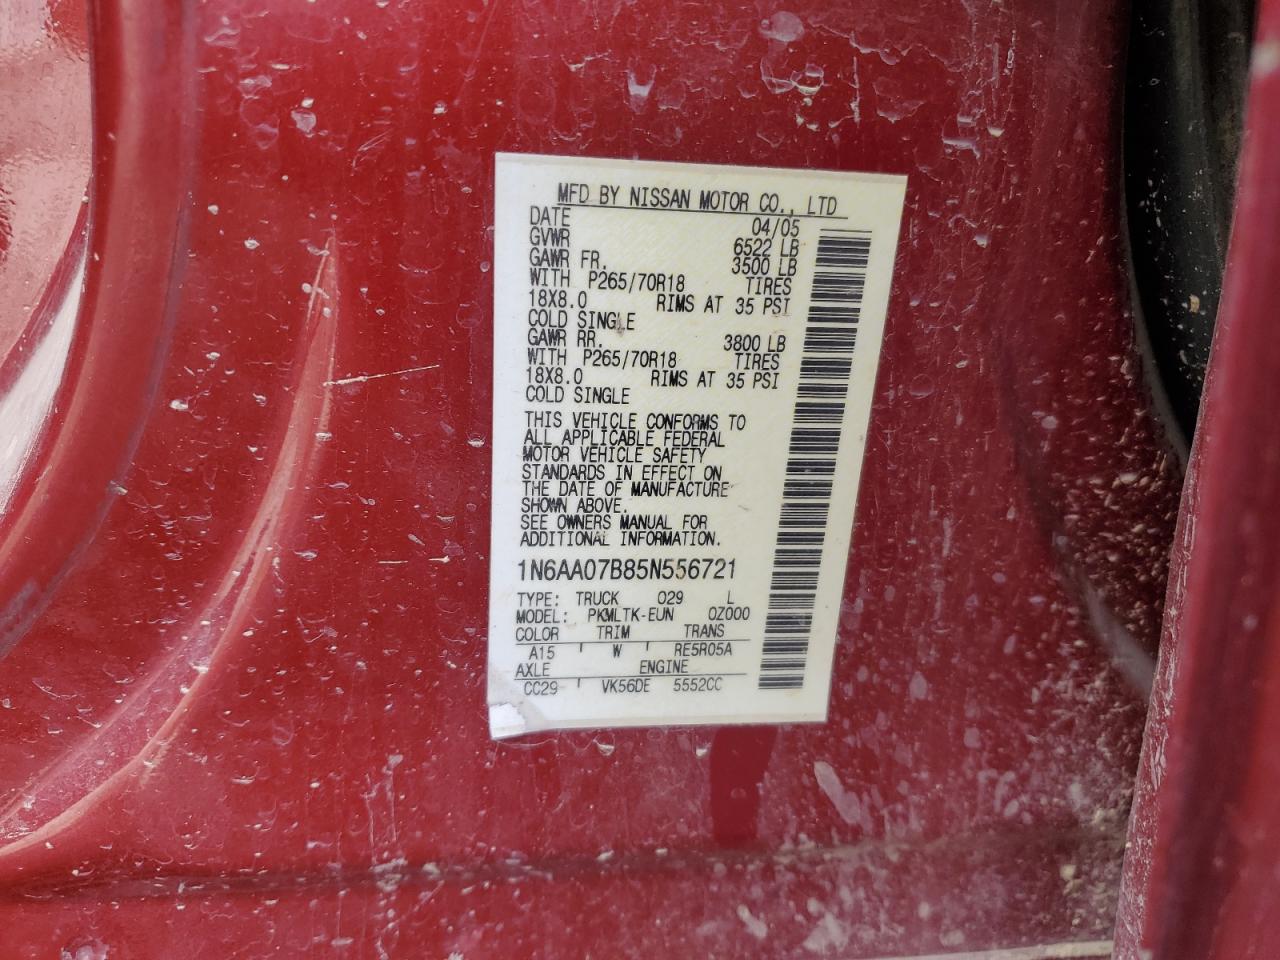 MFD BY NISSAN MOTOR CO., LTD
DATE 04/05
GVWR 6522 LB
GAWR FR. 3500 LB
WITH P265/70R18 TIRES
18X8.0 RIMS AT 35 PSI
COLD SINGLE
GAWR RR. 3800 LB
WITH P265/70R18 TIRES
18X8.0 RIMS AT 35 PSI
COLD SINGLE
THIS VEHICLE CONFORMS TO
ALL APPLICABLE FEDERAL
MOTOR VEHICLE SAFETY
STANDARDS IN EFFECT ON
THE DATE OF MANUFACTURE
SHOWN ABOVE.
SEE OWNERS MANUAL FOR
ADDITIONAL INFORMATION.
1N6AA07B85N556721
TYPE: TRUCK 029 L
MODEL: PKMLTK-EUN 0Z000
COLOR TRIM TRANS
A15 W RE5R05A
AXLE ENGINE
CC29 VK56DE 5552CC